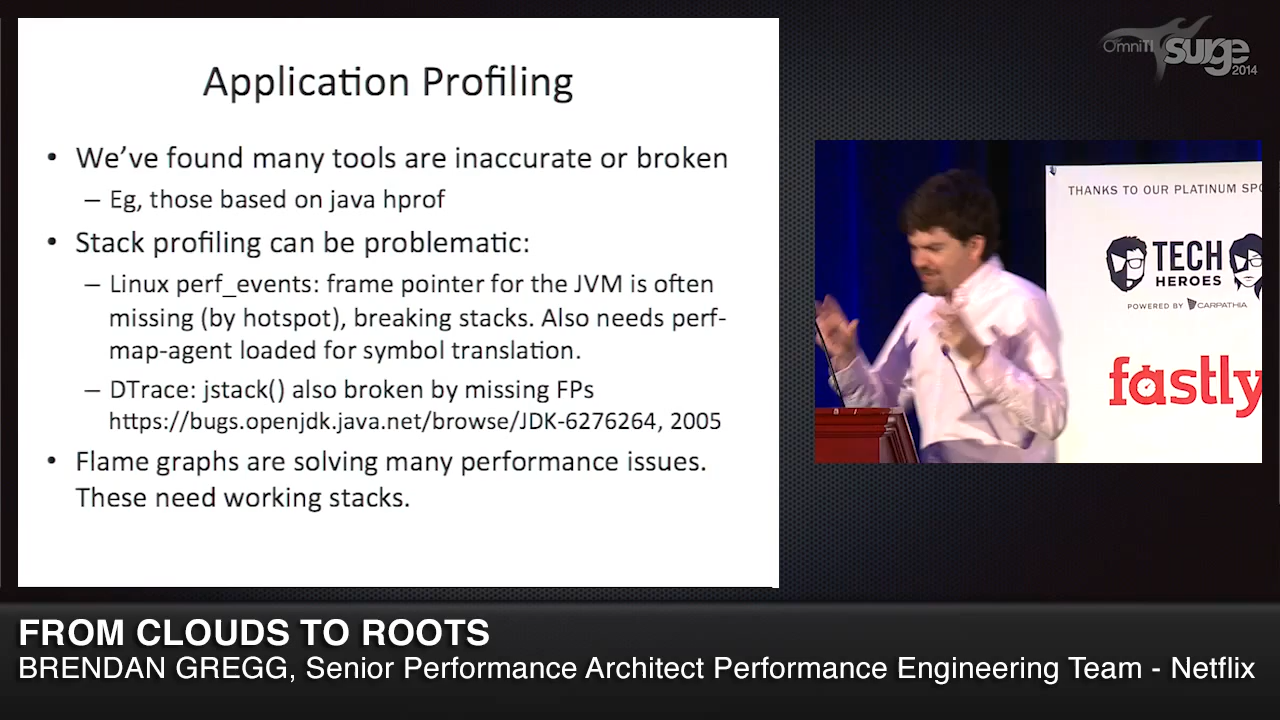 Application Profiling
• We've found many tools are inaccurate or broken
– Eg, those based on java hprof
• Stack profiling can be problematic:
– Linux perf_events: frame pointer for the JVM is often
missing (by hotspot), breaking stacks. Also needs perf-
map-agent loaded for symbol translation.
– DTrace: jstack() also broken by missing FPs
https://bugs.openjdk.java.net/browse/JDK-6276264, 2005
• Flame graphs are solving many performance issues.
These need working stacks.
OmniTI
surge
2014
THANKS TO OUR PLATINUM SPO
TECH
HEROES
POWERED BY CARPATHIA
fastly
FROM CLOUDS TO ROOTS
BRENDAN GREGG, Senior Performance Architect Performance Engineering Team - Netflix